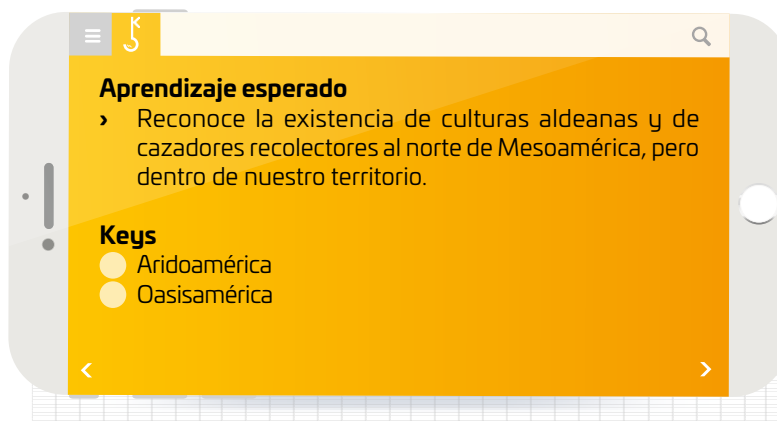 Aprendizaje esperado
› Reconoce la existencia de culturas aldeanas y de
cazadores recolectores al norte de Mesoamérica, pero
dentro de nuestro territorio.
Keys
Aridoamérica
Oasisamérica